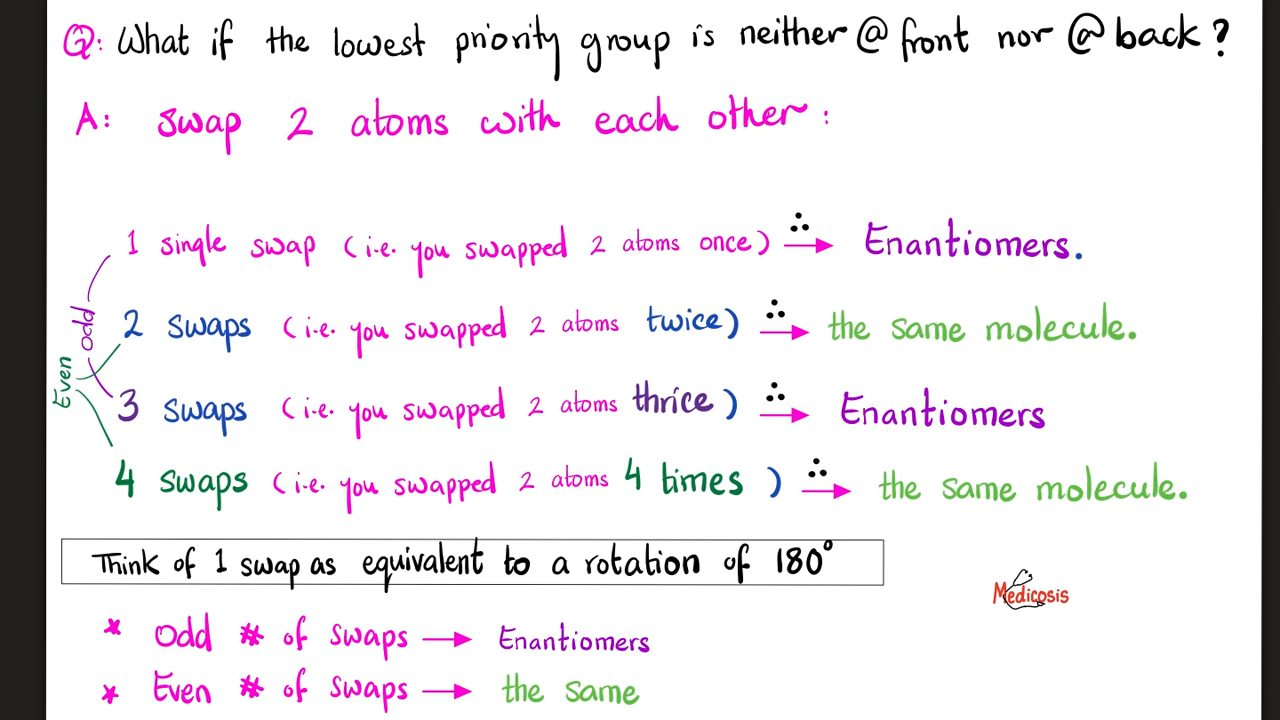 Q: What if the lowest priority group is neither @ front nor @ back?
A: swap 2 atoms with each other:
1 single swap (i.e. you swapped 2 atoms once) ∴ → Enantiomers.
2 swaps (i.e. you swapped 2 atoms twice) ∴ → the same molecule.
3 swaps (i.e. you swapped 2 atoms thrice) ∴ → Enantiomers
4 swaps (i.e. you swapped 2 atoms 4 times) ∴ → the same molecule.
odd
Even
Think of 1 swap as equivalent to a rotation of 180°
Medicosis
* Odd # of swaps → Enantiomers
* Even # of swaps → the same